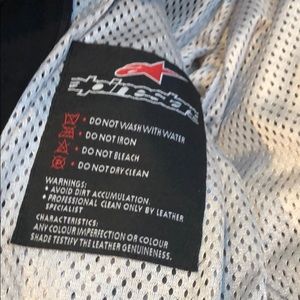 alpinestars
• DO NOT WASH WITH WATER
• DO NOT IRON
• DO NOT BLEACH
• DO NOT DRY CLEAN
WARNINGS:
• AVOID DIRT ACCUMULATION.
• PROFESSIONAL CLEAN ONLY BY LEATHER
SPECIALIST
CHARACTERISTICS:
ANY COLOUR IMPERFECTION OR COLOUR
SHADE TESTIFY THE LEATHER GENUINENESS.